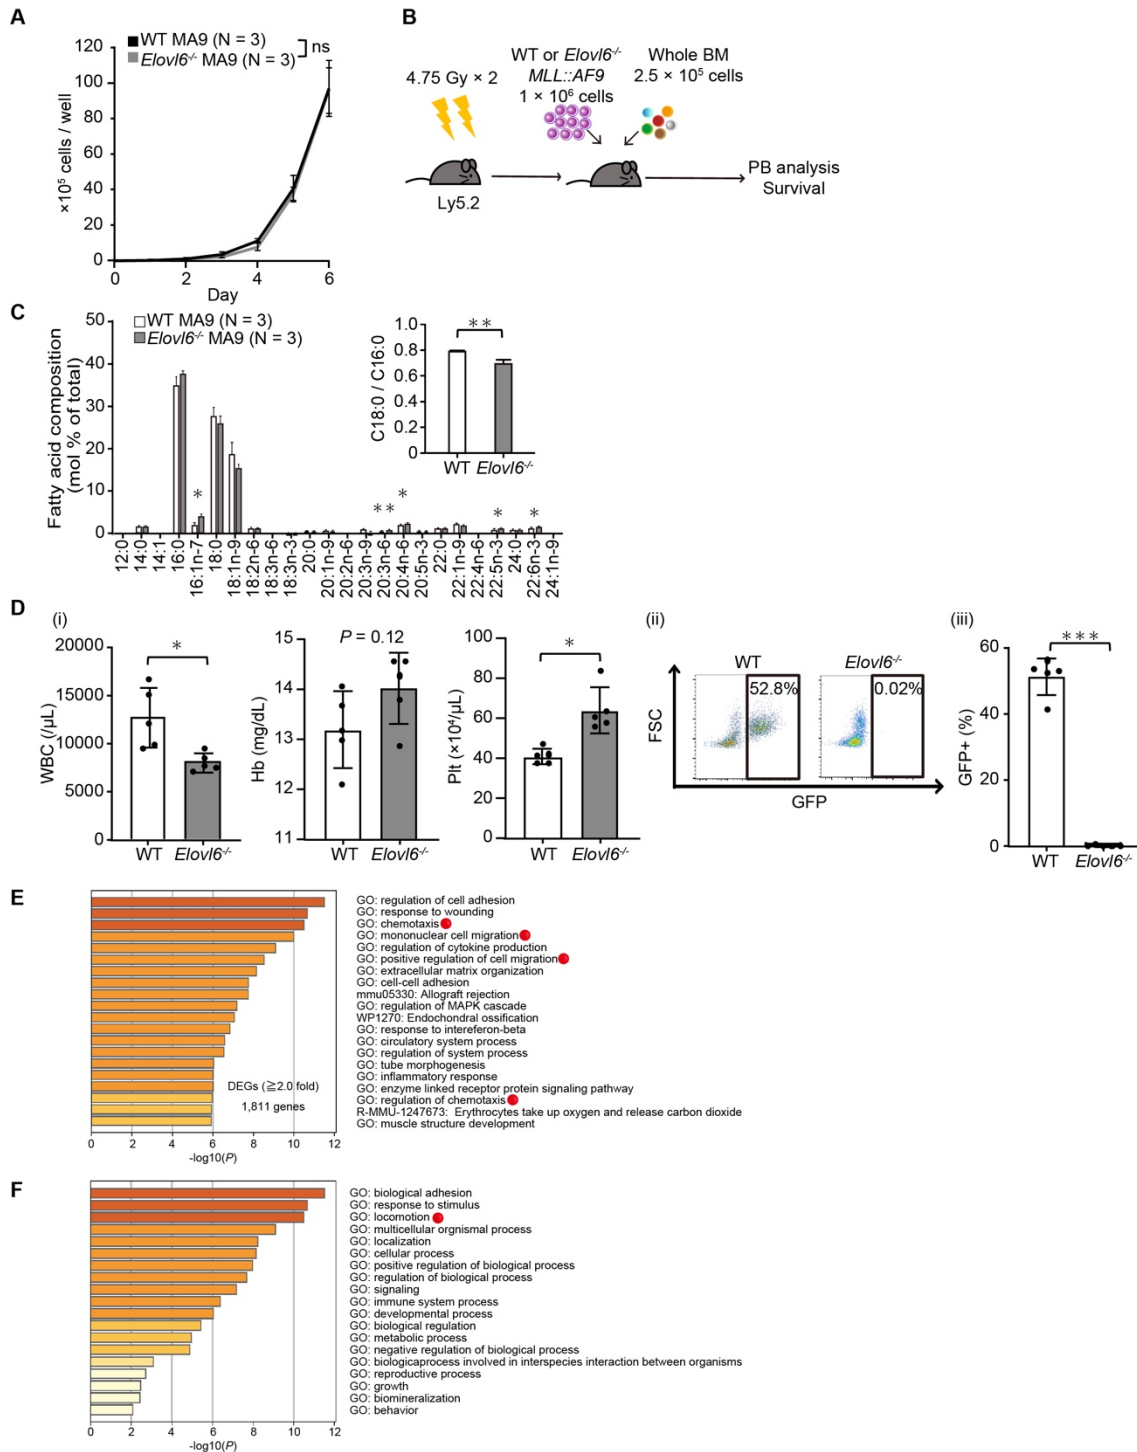 A
WT MA9 (N = 3)
Elovl6-/- MA9 (N = 3)
ns
120
100
80
60
40
20
0
×10⁵ cells / well
0 2 4 6
Day
B
4.75 Gy × 2
WT or Elovl6-/-
MLL::AF9
1 × 10⁶ cells
Whole BM
2.5 × 10⁵ cells
Ly5.2
PB analysis
Survival
C
WT MA9 (N = 3)
Elovl6-/- MA9 (N = 3)
50
40
30
20
10
0
Fatty acid composition
(mol % of total)
*
**
*
*
*
12:0
14:0
14:1
16:0
16:1n-7
18:0
18:1n-9
18:2n-6
18:3n-6
18:3n-3
20:0
20:1n-9
20:2n-6
20:3n-9
20:3n-6
20:4n-6
20:5n-3
22:0
22:1n-9
22:4n-6
22:5n-3
24:0
22:6n-3
24:1n-9
**
1.0
0.8
0.6
0.4
0.2
0
C18:0 / C16:0
WT Elovl6-/-
D
(i)
20000
15000
10000
5000
0
WBC (/µL)
*
WT Elovl6-/-
15
14
13
12
11
Hb (mg/dL)
P = 0.12
WT Elovl6-/-
100
80
60
40
20
0
Plt (×10⁴/µL)
*
WT Elovl6-/-
(ii)
WT Elovl6-/-
52.8% 0.02%
FSC
GFP
(iii)
60
40
20
0
GFP+ (%)
***
WT Elovl6-/-
E
GO: regulation of cell adhesion
GO: response to wounding
GO: chemotaxis
GO: mononuclear cell migration
GO: regulation of cytokine production
GO: positive regulation of cell migration
GO: extracellular matrix organization
GO: cell-cell adhesion
mmu05330: Allograft rejection
GO: regulation of MAPK cascade
WP1270: Endochondral ossification
GO: response to intereferon-beta
GO: circulatory system process
GO: regulation of system process
GO: tube morphogenesis
GO: inflammatory response
GO: enzyme linked receptor protein signaling pathway
GO: regulation of chemotaxis
R-MMU-1247673: Erythrocytes take up oxygen and release carbon dioxide
GO: muscle structure development
DEGs (≧2.0 fold)
1,811 genes
0 2 4 6 8 10 12
-log10(P)
F
GO: biological adhesion
GO: response to stimulus
GO: locomotion
GO: multicellular orgnismal process
GO: localization
GO: cellular process
GO: positive regulation of biological process
GO: regulation of biological process
GO: signaling
GO: immune system process
GO: developmental process
GO: biological regulation
GO: metabolic process
GO: negative regulation of biological process
GO: biologicaprocess involved in interspecies interaction between organisms
GO: reproductive process
GO: growth
GO: biomineralization
GO: behavior
0 2 4 6 8 10 12
-log10(P)